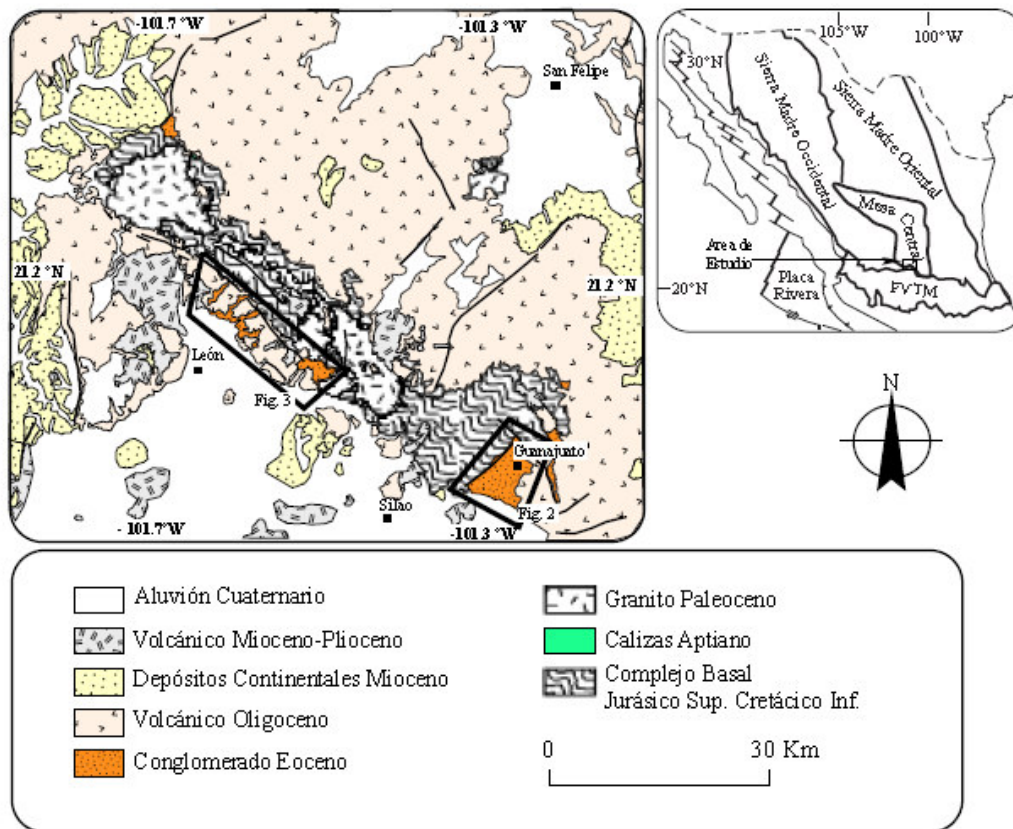 -101.7 °W
-101.3 °W
San Felipe
21.2 °N
21.2 °N
León
Fig. 3
Guanajuato
Silao
Fig. 2
- 101.7°W
-101.3 °W
105°W
100°W
30°N
Sierra Madre Occidental
Sierra Madre Oriental
Mesa Central
Area de
Estudio
Placa
Rivera
FVTM
20°N
N
Aluvión Cuaternario
Volcánico Mioceno-Plioceno
Depósitos Continentales Mioceno
Volcánico Oligoceno
Conglomerado Eoceno
Granito Paleoceno
Calizas Aptiano
Complejo Basal
Jurásico Sup. Cretácico Inf.
0
30 Km